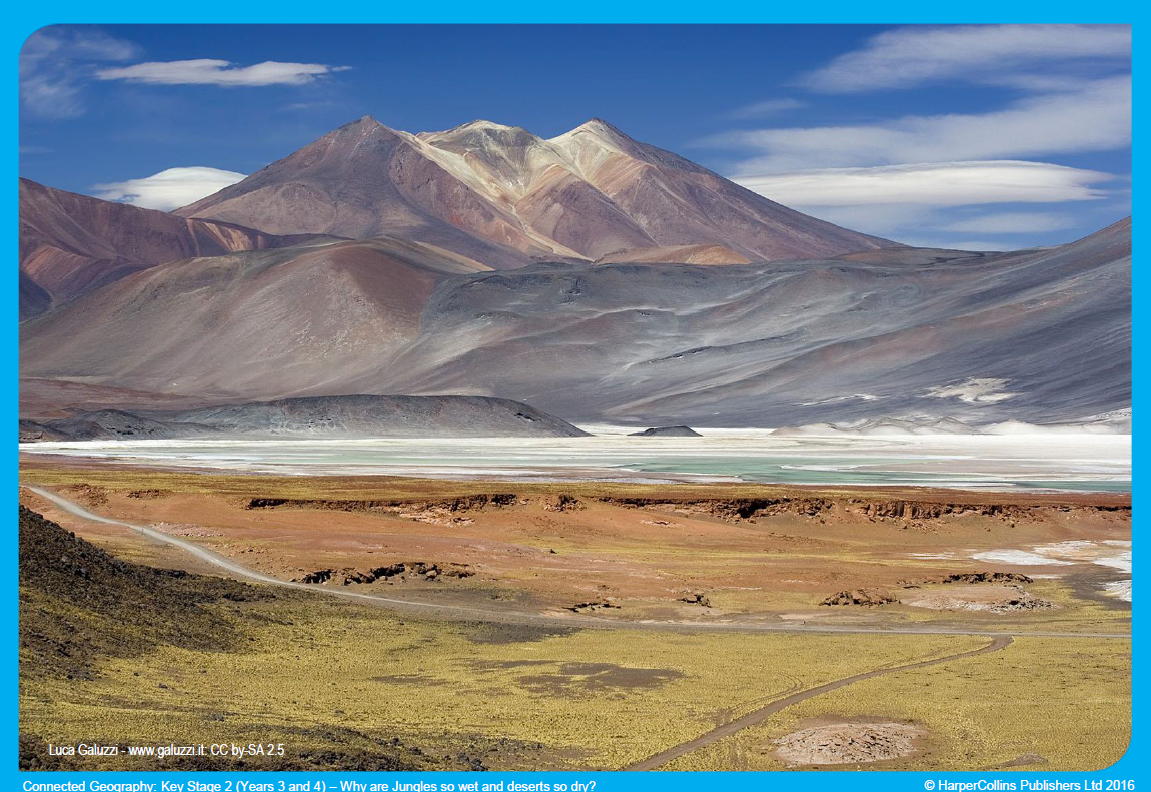 Luca Galuzzi - www.galuzzi.it: CC by-SA 2.5
Connected Geography: Key Stage 2 (Years 3 and 4) – Why are Jungles so wet and deserts so dry?
© HarperCollins Publishers Ltd 2016